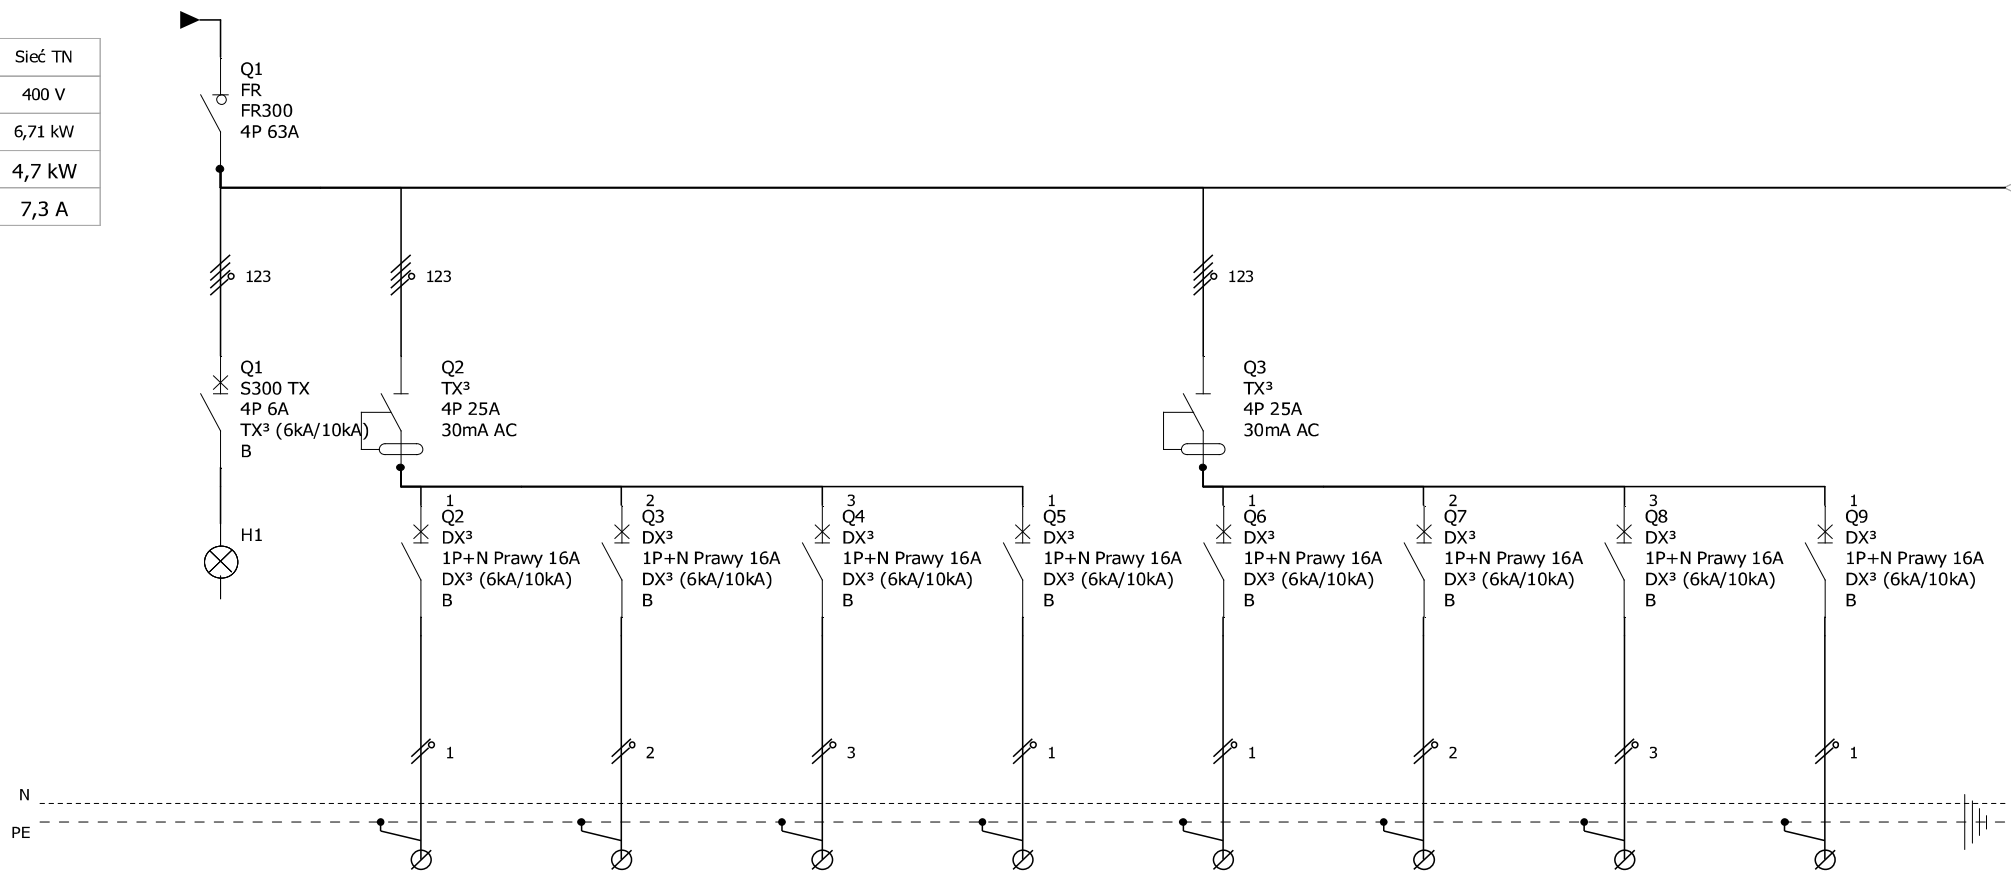 Sieć TN
400 V
6,71 kW
4,7 kW
7,3 A
Q1
FR
FR300
4P 63A
123
123
123
Q1
S300 TX
4P 6A
TX³ (6kA/10kA)
B
Q2
TX³
4P 25A
30mA AC
Q3
TX³
4P 25A
30mA AC
H1
1
Q2
DX³
1P+N Prawy 16A
DX³ (6kA/10kA)
B
2
Q3
DX³
1P+N Prawy 16A
DX³ (6kA/10kA)
B
3
Q4
DX³
1P+N Prawy 16A
DX³ (6kA/10kA)
B
1
Q5
DX³
1P+N Prawy 16A
DX³ (6kA/10kA)
B
1
Q6
DX³
1P+N Prawy 16A
DX³ (6kA/10kA)
B
2
Q7
DX³
1P+N Prawy 16A
DX³ (6kA/10kA)
B
3
Q8
DX³
1P+N Prawy 16A
DX³ (6kA/10kA)
B
1
Q9
DX³
1P+N Prawy 16A
DX³ (6kA/10kA)
B
1
2
3
1
1
2
3
1
N
PE